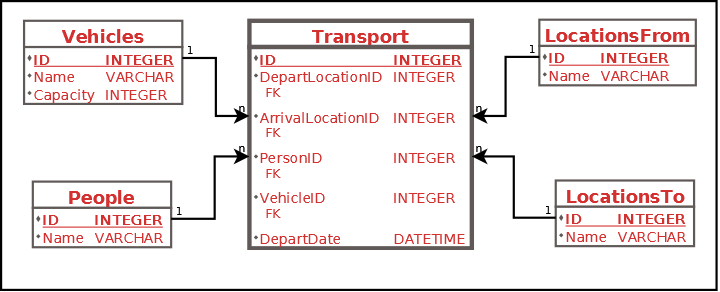 Vehicles
ID INTEGER
Name VARCHAR
Capacity INTEGER
1
n
People
ID INTEGER
Name VARCHAR
1
n
Transport
ID INTEGER
DepartLocationID INTEGER
FK
ArrivalLocationID INTEGER
FK
PersonID INTEGER
FK
VehicleID INTEGER
FK
DepartDate DATETIME
LocationsFrom
ID INTEGER
Name VARCHAR
1
n
LocationsTo
ID INTEGER
Name VARCHAR
1
n